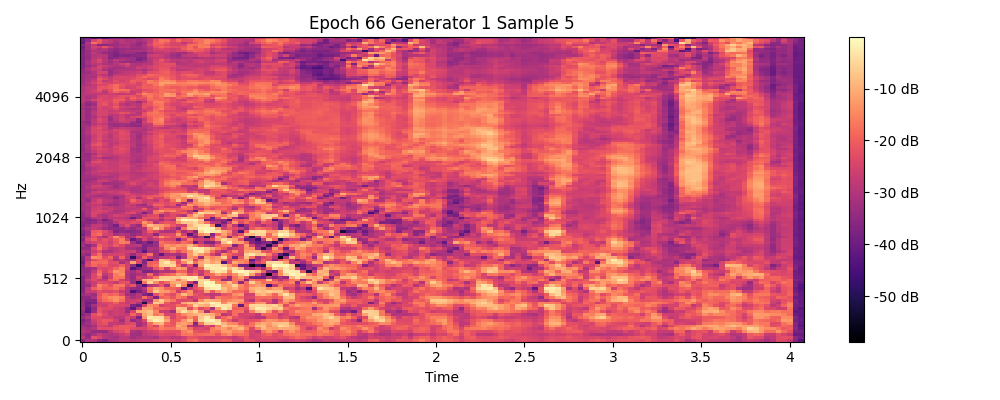 Epoch 66 Generator 1 Sample 5
Hz
4096
2048
1024
512
0
0 0.5 1 1.5 2 2.5 3 3.5 4
Time
-10 dB
-20 dB
-30 dB
-40 dB
-50 dB